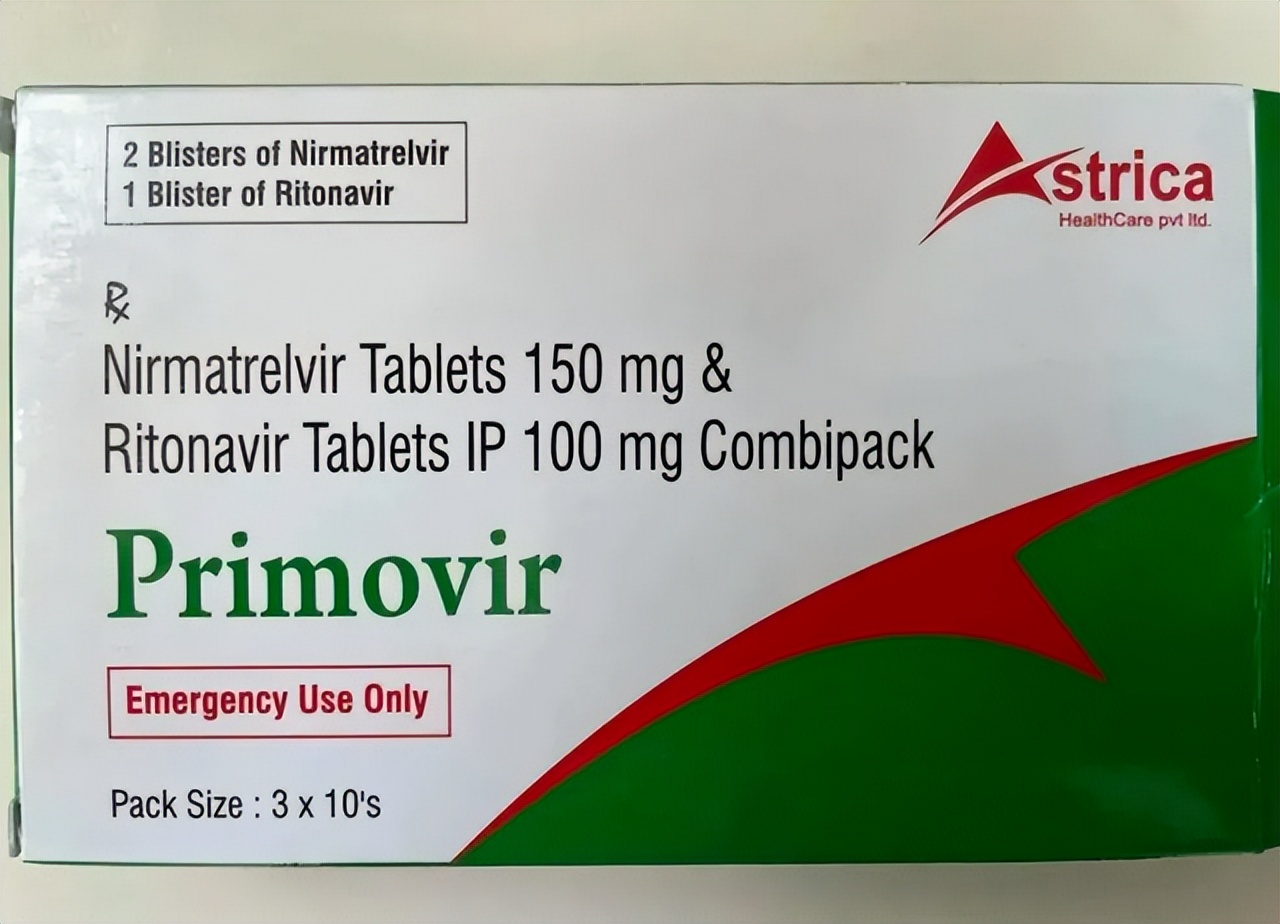 2 Blisters of Nirmatrelvir
1 Blister of Ritonavir
Astrica
HealthCare pvt ltd.
℞
Nirmatrelvir Tablets 150 mg &
Ritonavir Tablets IP 100 mg Combipack
Primovir
Emergency Use Only
Pack Size : 3 x 10's